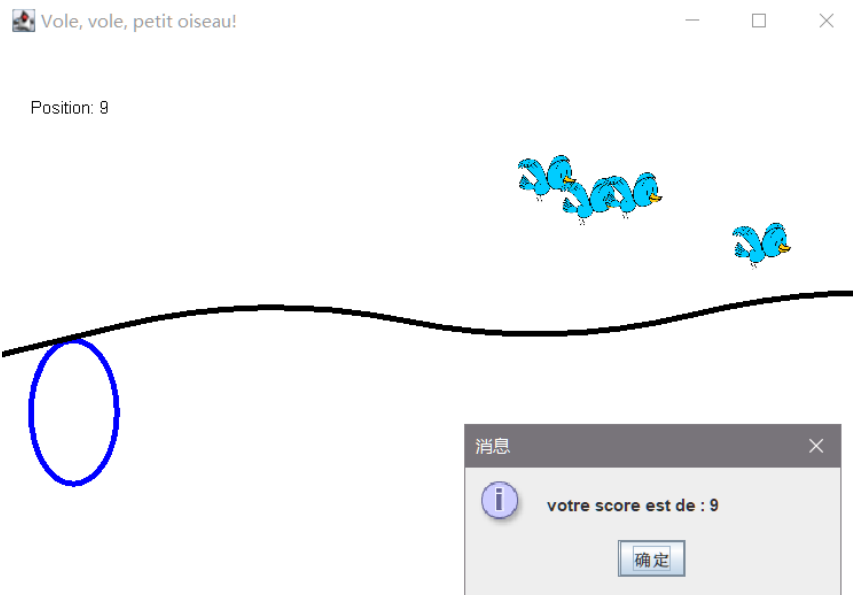 Vole, vole, petit oiseau!
Position: 9
消息
votre score est de : 9
确定